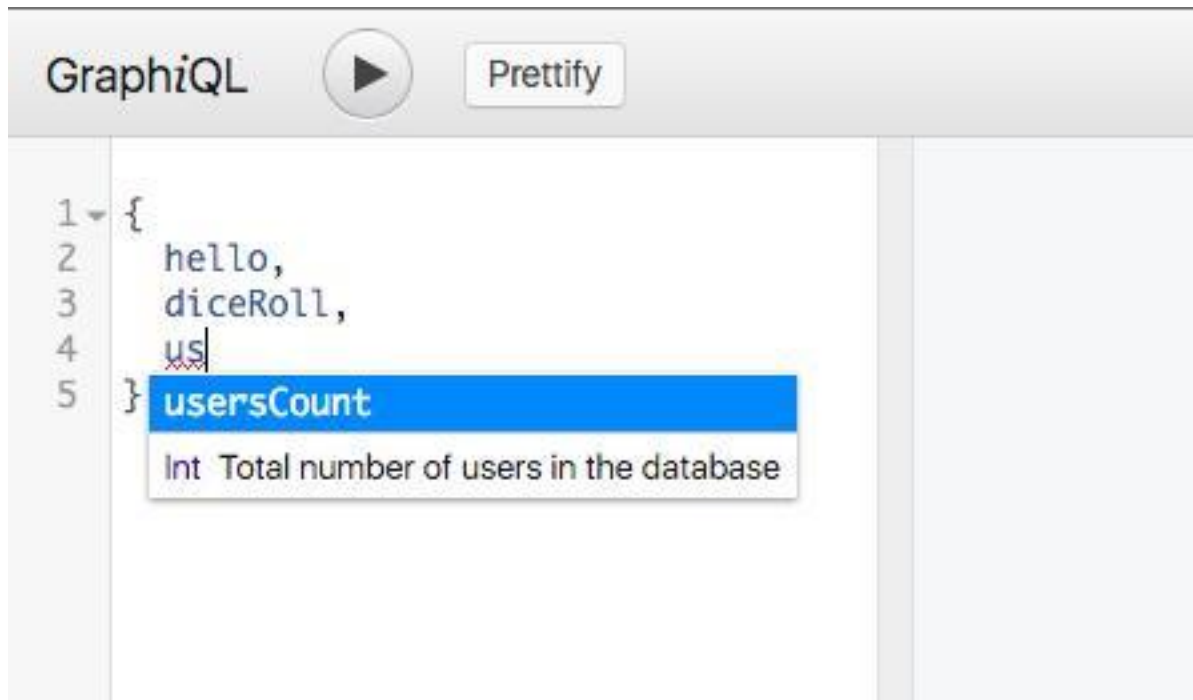 GraphiQL Prettify
1 {
2 hello,
3 diceRoll,
4 us
5 }
usersCount
Int Total number of users in the database